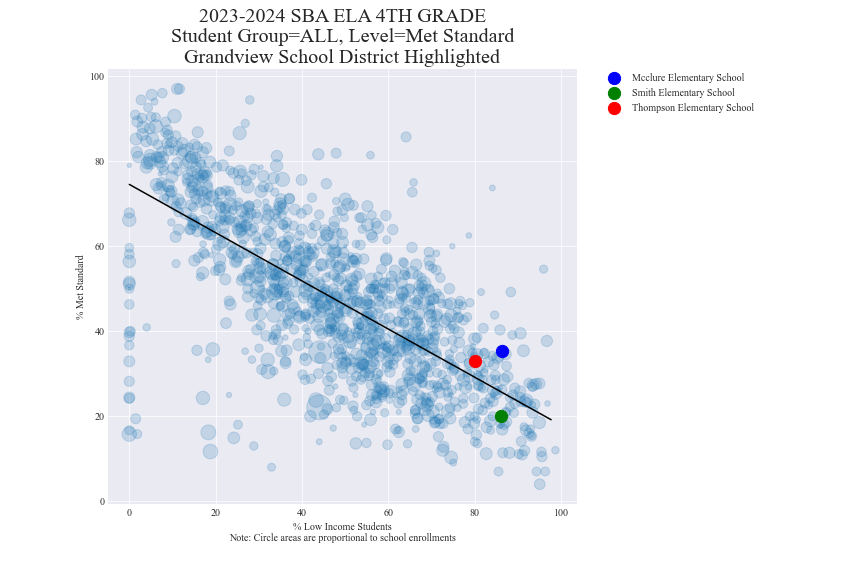 2023-2024 SBA ELA 4TH GRADE
Student Group=ALL, Level=Met Standard
Grandview School District Highlighted
Mcclure Elementary School
Smith Elementary School
Thompson Elementary School
% Met Standard
100
80
60
40
20
0
0 20 40 60 80 100
% Low Income Students
Note: Circle areas are proportional to school enrollments